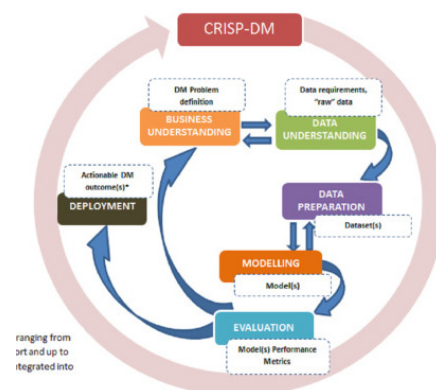 CRISP-DM
DM Problem
definition
BUSINESS
UNDERSTANDING
Data requirements,
"raw" data
DATA
UNDERSTANDING
Actionable DM
outcome(s)*
DEPLOYMENT
DATA
PREPARATION
Dataset(s)
MODELLING
Model(s)
EVALUATION
Model(s) Performance
Metrics
ranging from
ort and up to
integrated into